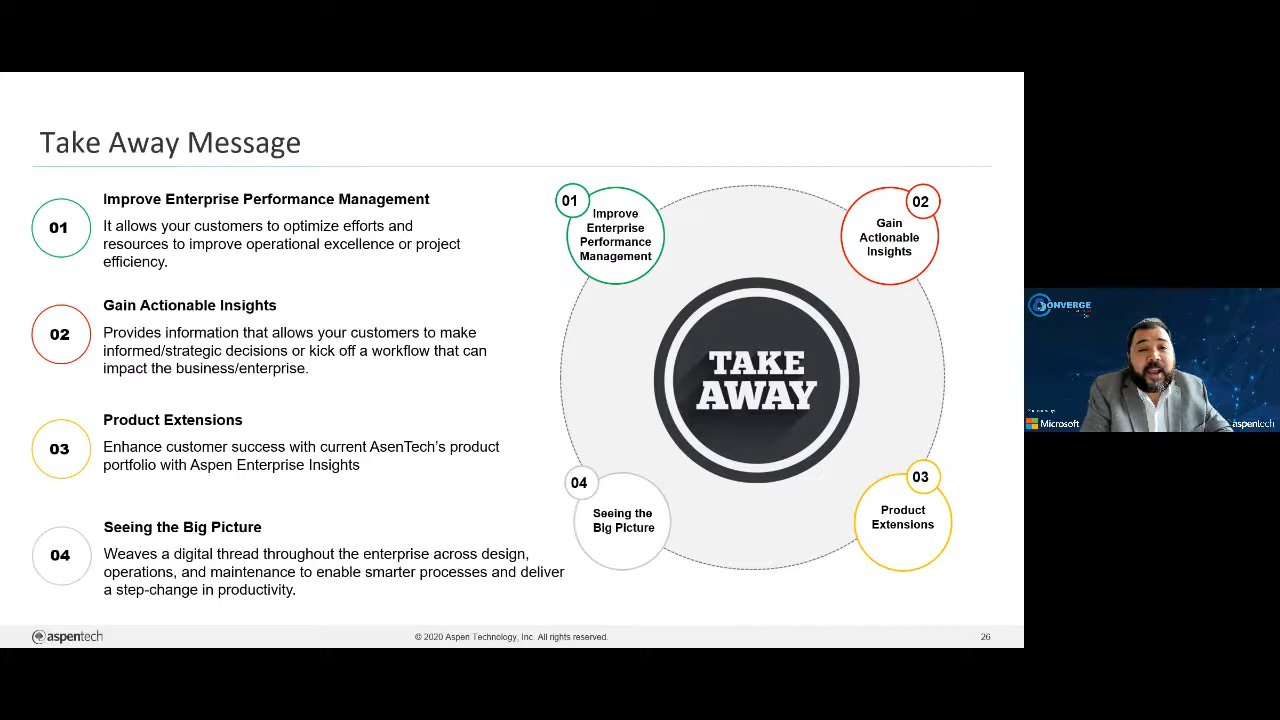 Take Away Message
01
Improve Enterprise Performance Management
It allows your customers to optimize efforts and
resources to improve operational excellence or project
efficiency.
02
Gain Actionable Insights
Provides information that allows your customers to make
informed/strategic decisions or kick off a workflow that can
impact the business/enterprise.
03
Product Extensions
Enhance customer success with current AsenTech's product
portfolio with Aspen Enterprise Insights
04
Seeing the Big Picture
Weaves a digital thread throughout the enterprise across design,
operations, and maintenance to enable smarter processes and deliver
a step-change in productivity.
01
Improve
Enterprise
Performance
Management
02
Gain
Actionable
Insights
TAKE
AWAY
04
Seeing the
Big Picture
03
Product
Extensions
aspentech
© 2020 Aspen Technology, Inc. All rights reserved.
26
CONVERGE
Microsoft
aspentech